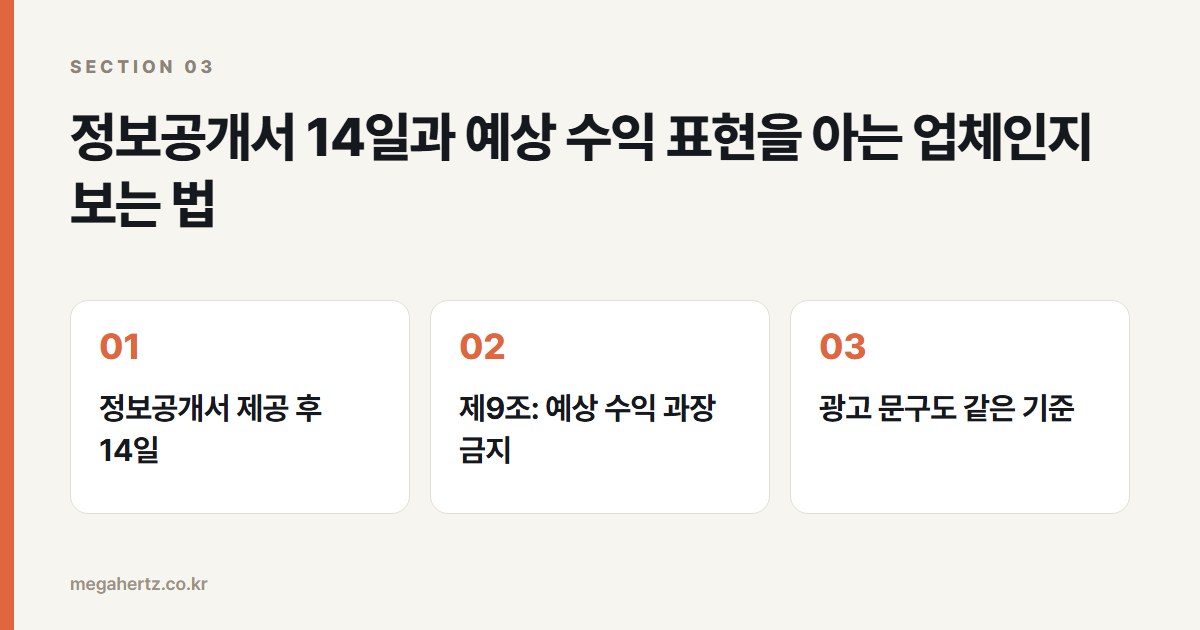 SECTION 03
정보공개서 14일과 예상 수익 표현을 아는 업체인지
보는 법
01
정보공개서 제공 후
14일
02
제9조: 예상 수익 과장
금지
03
광고 문구도 같은 기준
megahertz.co.kr